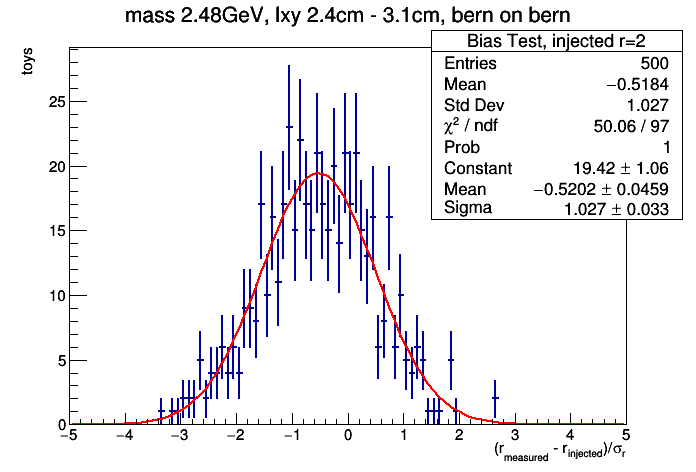 mass 2.48GeV, lxy 2.4cm - 3.1cm, bern on bern
Bias Test, injected r=2
Entries 500
Mean −0.5184
Std Dev 1.027
χ² / ndf 50.06 / 97
Prob 1
Constant 19.42 ± 1.06
Mean −0.5202 ± 0.0459
Sigma 1.027 ± 0.033
toys
25
20
15
10
5
0
−5 −4 −3 −2 −1 0 1 2 3 4 5
(r_measured - r_injected)/σ_r